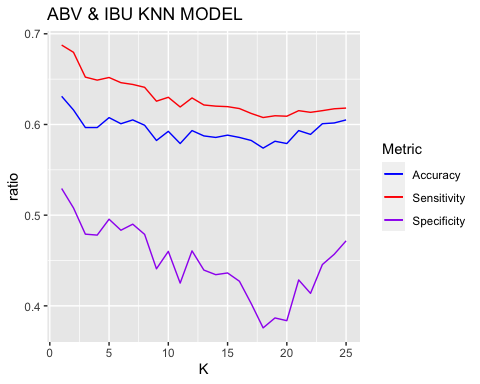 ABV & IBU KNN MODEL
0.7
0.6
0.5
0.4
ratio
0
5
10
15
20
25
K
Metric
Accuracy
Sensitivity
Specificity